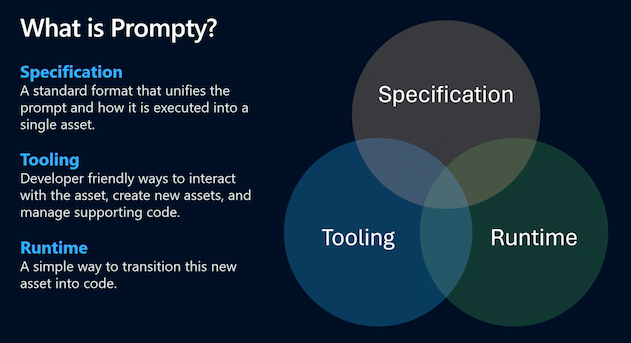 What is Prompty?
Specification
A standard format that unifies the
prompt and how it is executed into a
single asset.
Tooling
Developer friendly ways to interact
with the asset, create new assets, and
manage supporting code.
Runtime
A simple way to transition this new
asset into code.
Specification
Tooling
Runtime